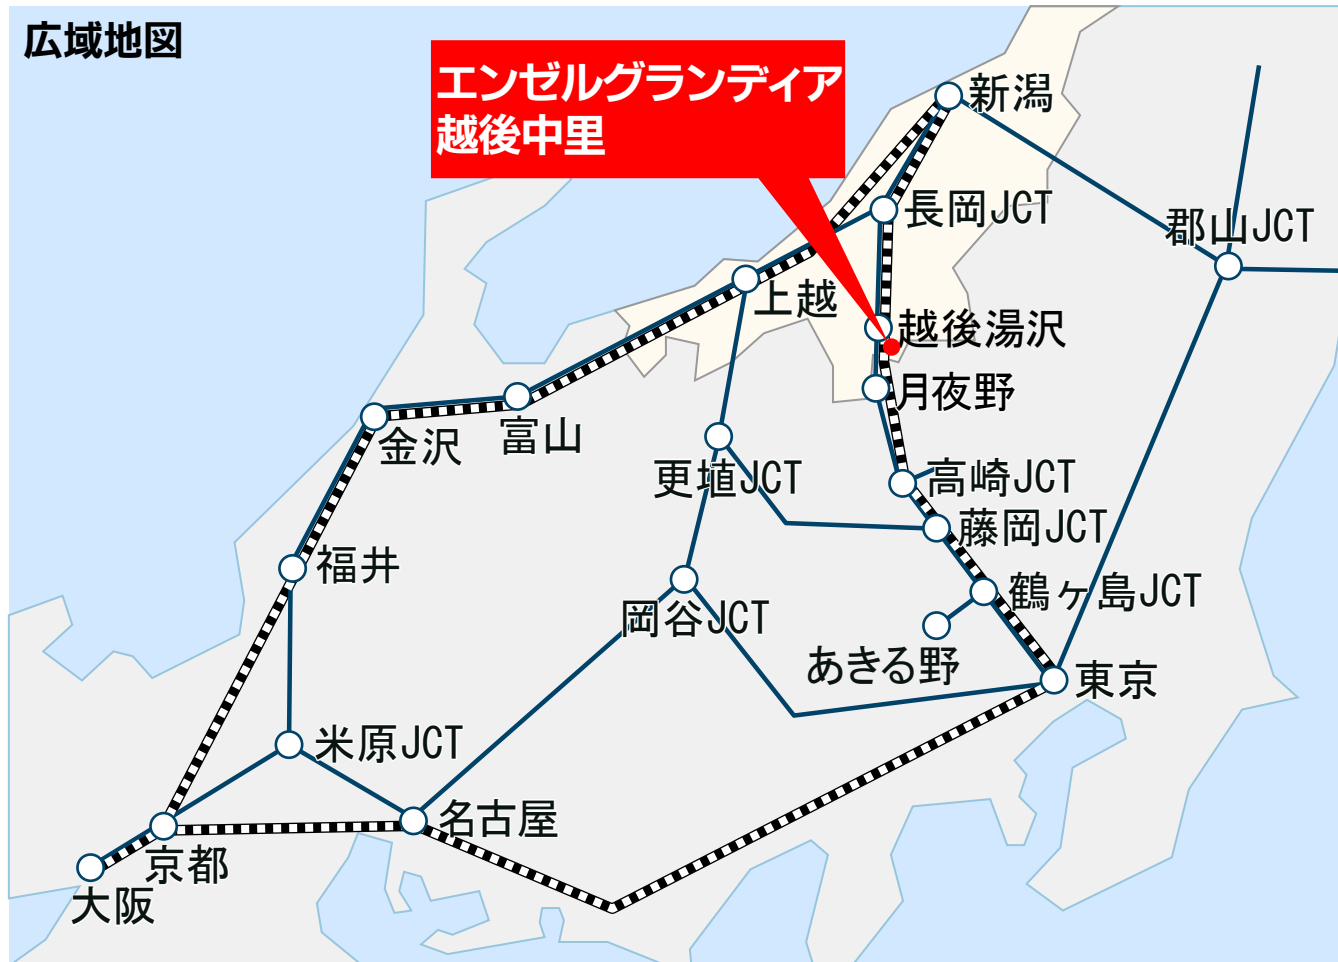 広域地図
エンゼルグランディア
越後中里
新潟
長岡JCT
郡山JCT
上越
越後湯沢
月夜野
金沢
富山
更埴JCT
高崎JCT
藤岡JCT
福井
岡谷JCT
鶴ヶ島JCT
あきる野
東京
米原JCT
名古屋
京都
大阪